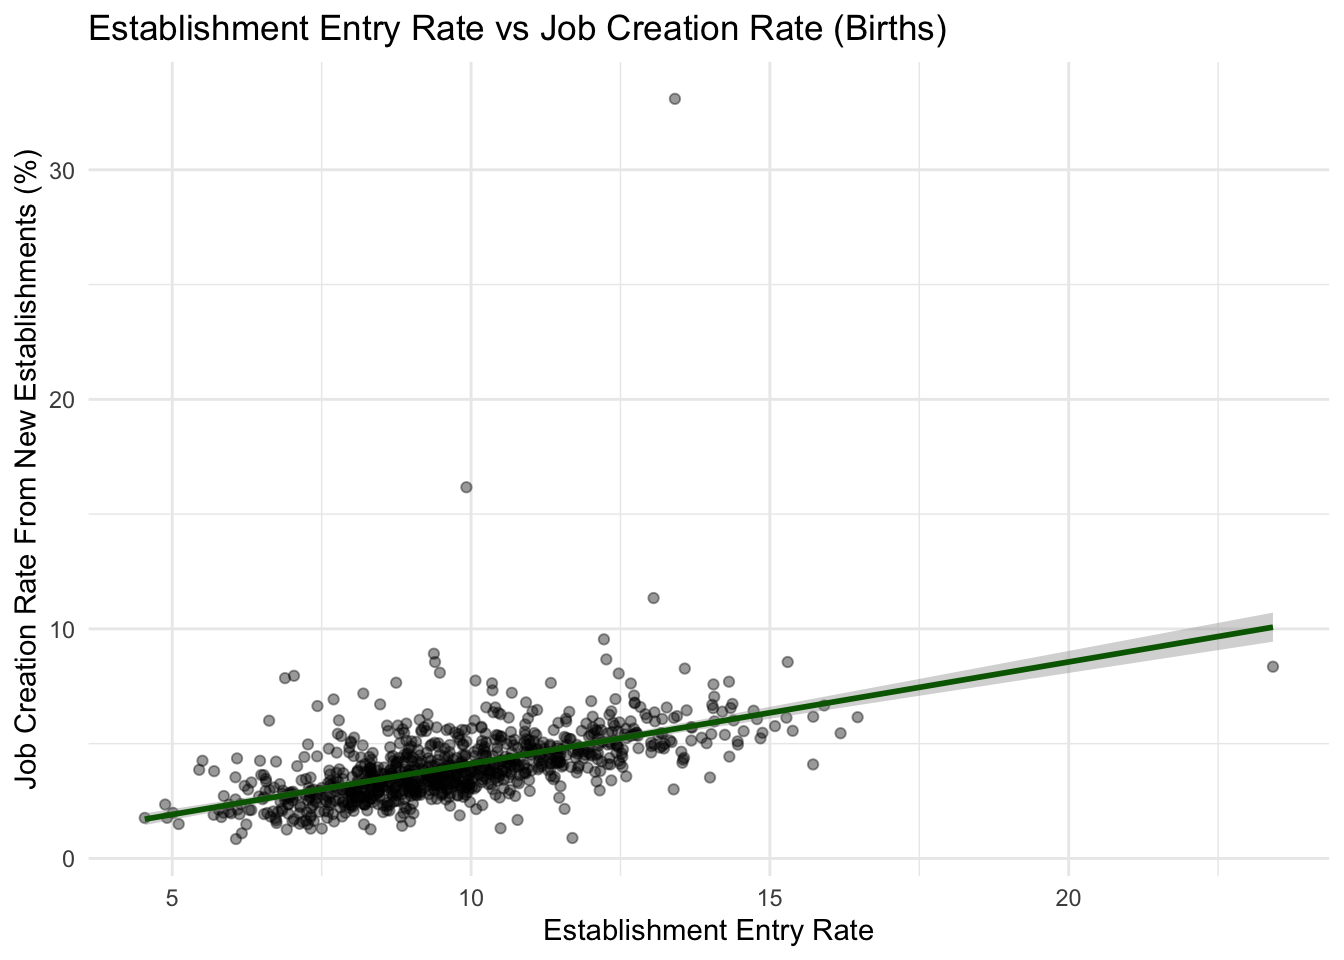 Establishment Entry Rate vs Job Creation Rate (Births)
Job Creation Rate From New Establishments (%)
30
20
10
0
5
10
15
20
Establishment Entry Rate